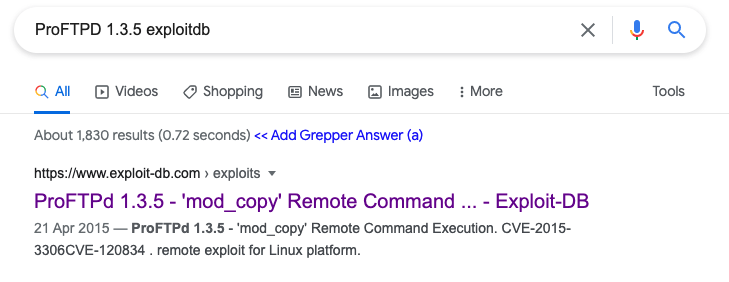 ProFTPD 1.3.5 exploitdb
All Videos Shopping News Images More Tools
About 1,830 results (0.72 seconds) << Add Grepper Answer (a)
https://www.exploit-db.com › exploits
ProFTPd 1.3.5 - 'mod_copy' Remote Command ... - Exploit-DB
21 Apr 2015 — ProFTPd 1.3.5 - 'mod_copy' Remote Command Execution. CVE-2015-
3306CVE-120834 . remote exploit for Linux platform.